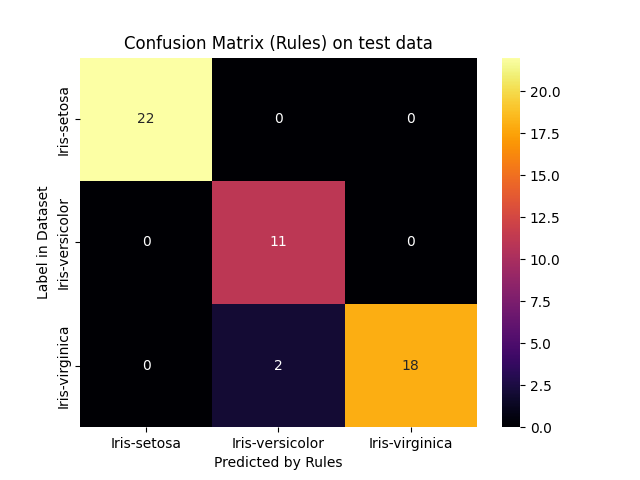 Confusion Matrix (Rules) on test data
Iris-setosa
22 0 0
Iris-versicolor
0 11 0
Iris-virginica
0 2 18
Label in Dataset
Iris-setosa Iris-versicolor Iris-virginica
Predicted by Rules
20.0
17.5
15.0
12.5
10.0
7.5
5.0
2.5
0.0